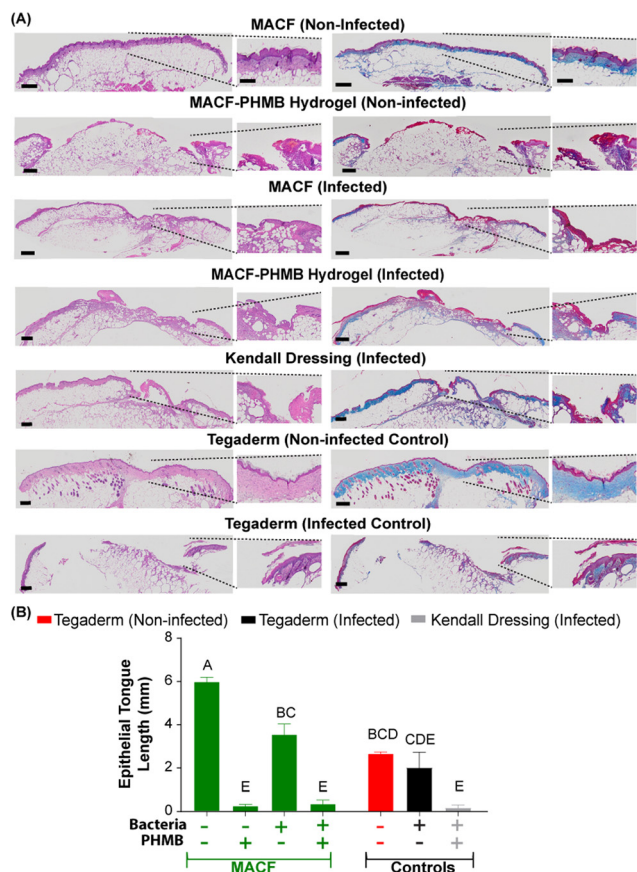 (A)
MACF (Non-Infected)
MACF-PHMB Hydrogel (Non-infected)
MACF (Infected)
MACF-PHMB Hydrogel (Infected)
Kendall Dressing (Infected)
Tegaderm (Non-infected Control)
Tegaderm (Infected Control)
(B)
Tegaderm (Non-infected) Tegaderm (Infected) Kendall Dressing (Infected)
Epithelial Tongue
Length (mm)
8
6
4
2
0
A
E
BC
E
BCD
CDE
E
Bacteria - - + + - + +
PHMB - + - + - - +
MACF Controls